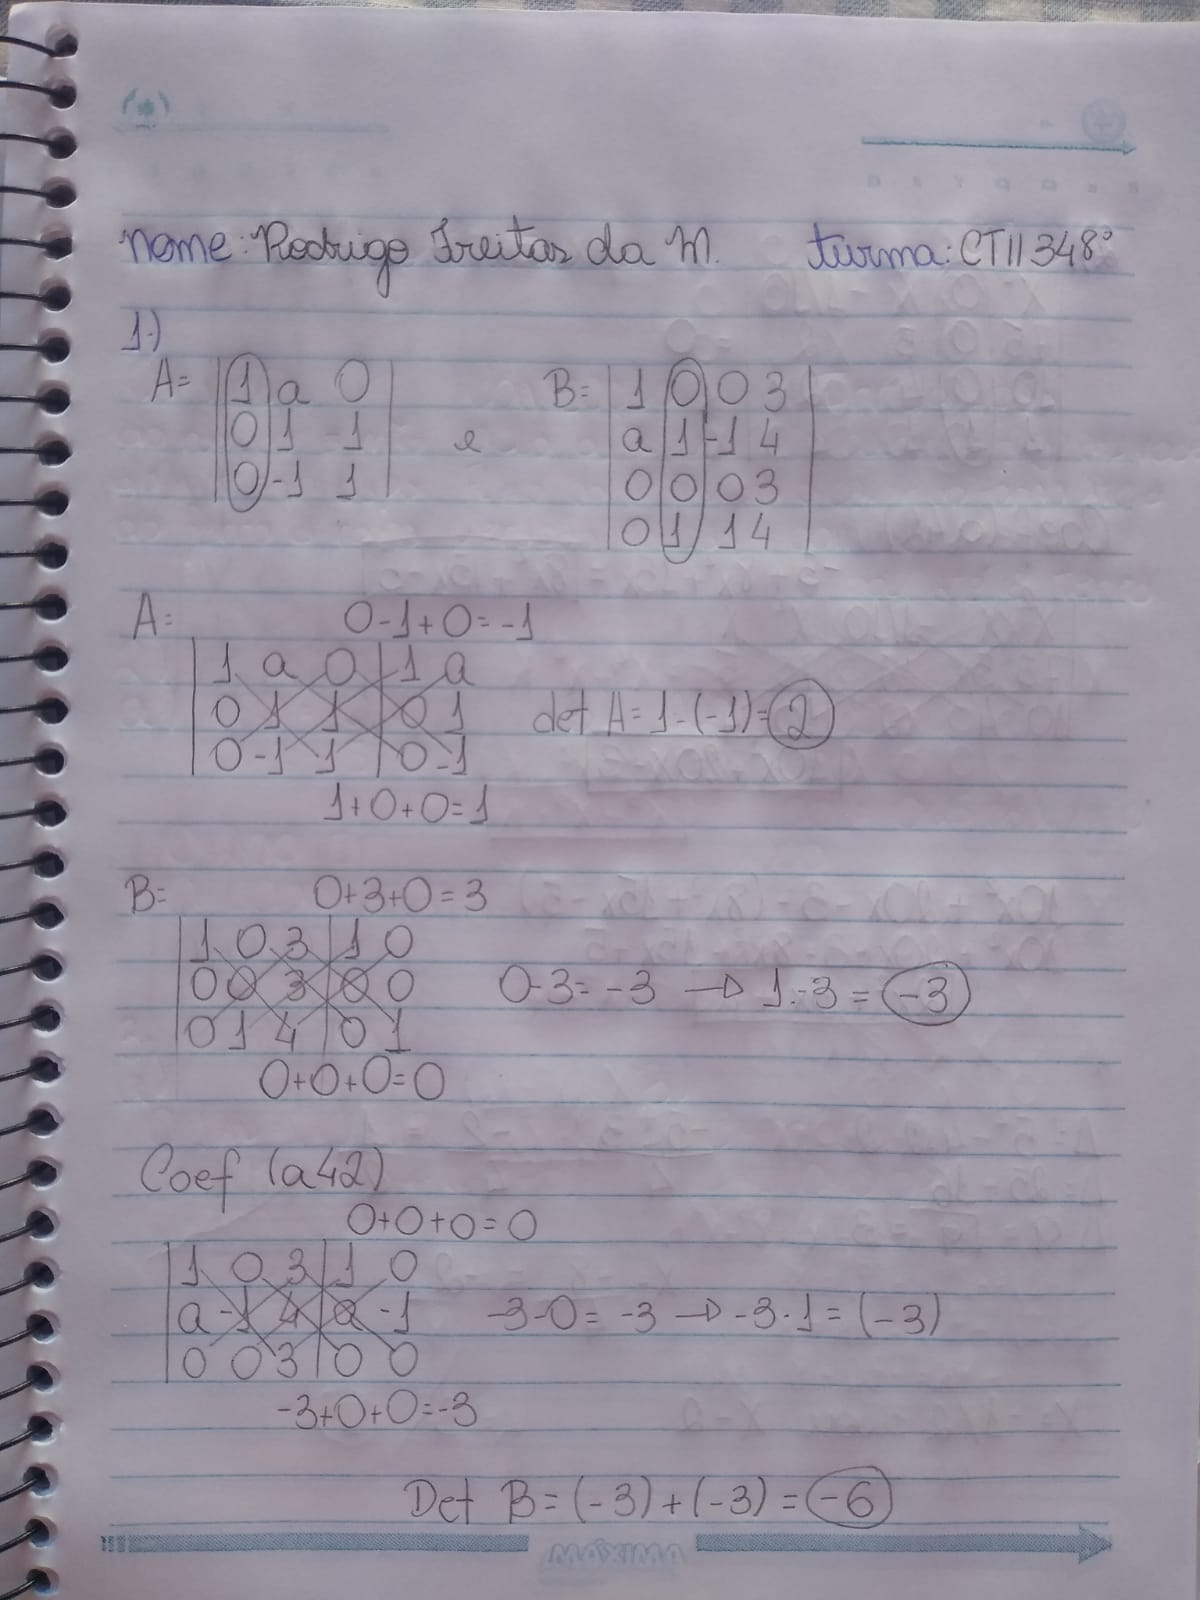 nome: Rodrigo Freitas da M. turma: CTII 348°
1-)
A= | 1 a 0 | B= | 1 0 0 3 |
| 0 1 1 | e | a 1 -1 4 |
| 0 -1 1 | | 0 0 0 3 |
| 0 1 1 4 |
A= 0-1+0=-1
| 1 a 0 | 1 a
| 0 1 1 | 0 1 det A= 1-(-1)= 2
| 0 -1 1 | 0 -1
1+0+0=1
B= 0+3+0=3
| 1 0 3 | 1 0
| 0 0 3 | 0 0 0-3= -3 → 1.-3 = -3
| 0 1 4 | 0 1
0+0+0=0
Coef (a42)
0+0+0=0
| 1 0 3 | 1 0
| a -1 4 | a -1 -3-0= -3 → -3.1 = (-3)
| 0 0 3 | 0 0
-3+0+0=-3
Det B= (-3)+(-3)= -6